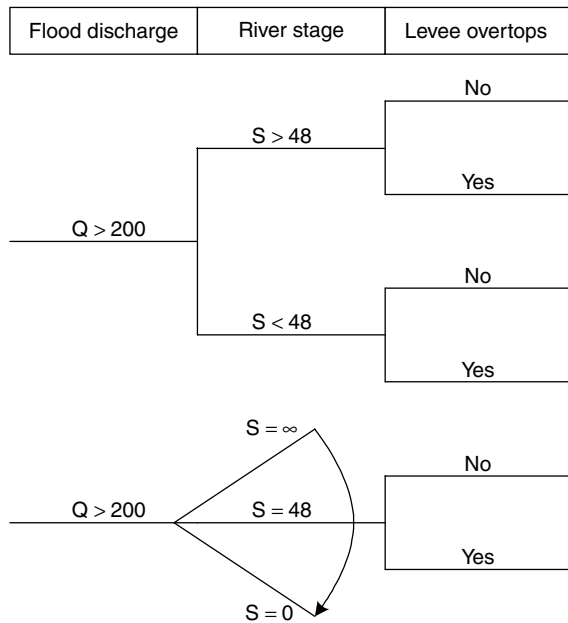 Flood discharge River stage Levee overtops
No
S > 48
Yes
Q > 200
No
S < 48
Yes
S = ∞
No
Q > 200 S = 48
Yes
S = 0